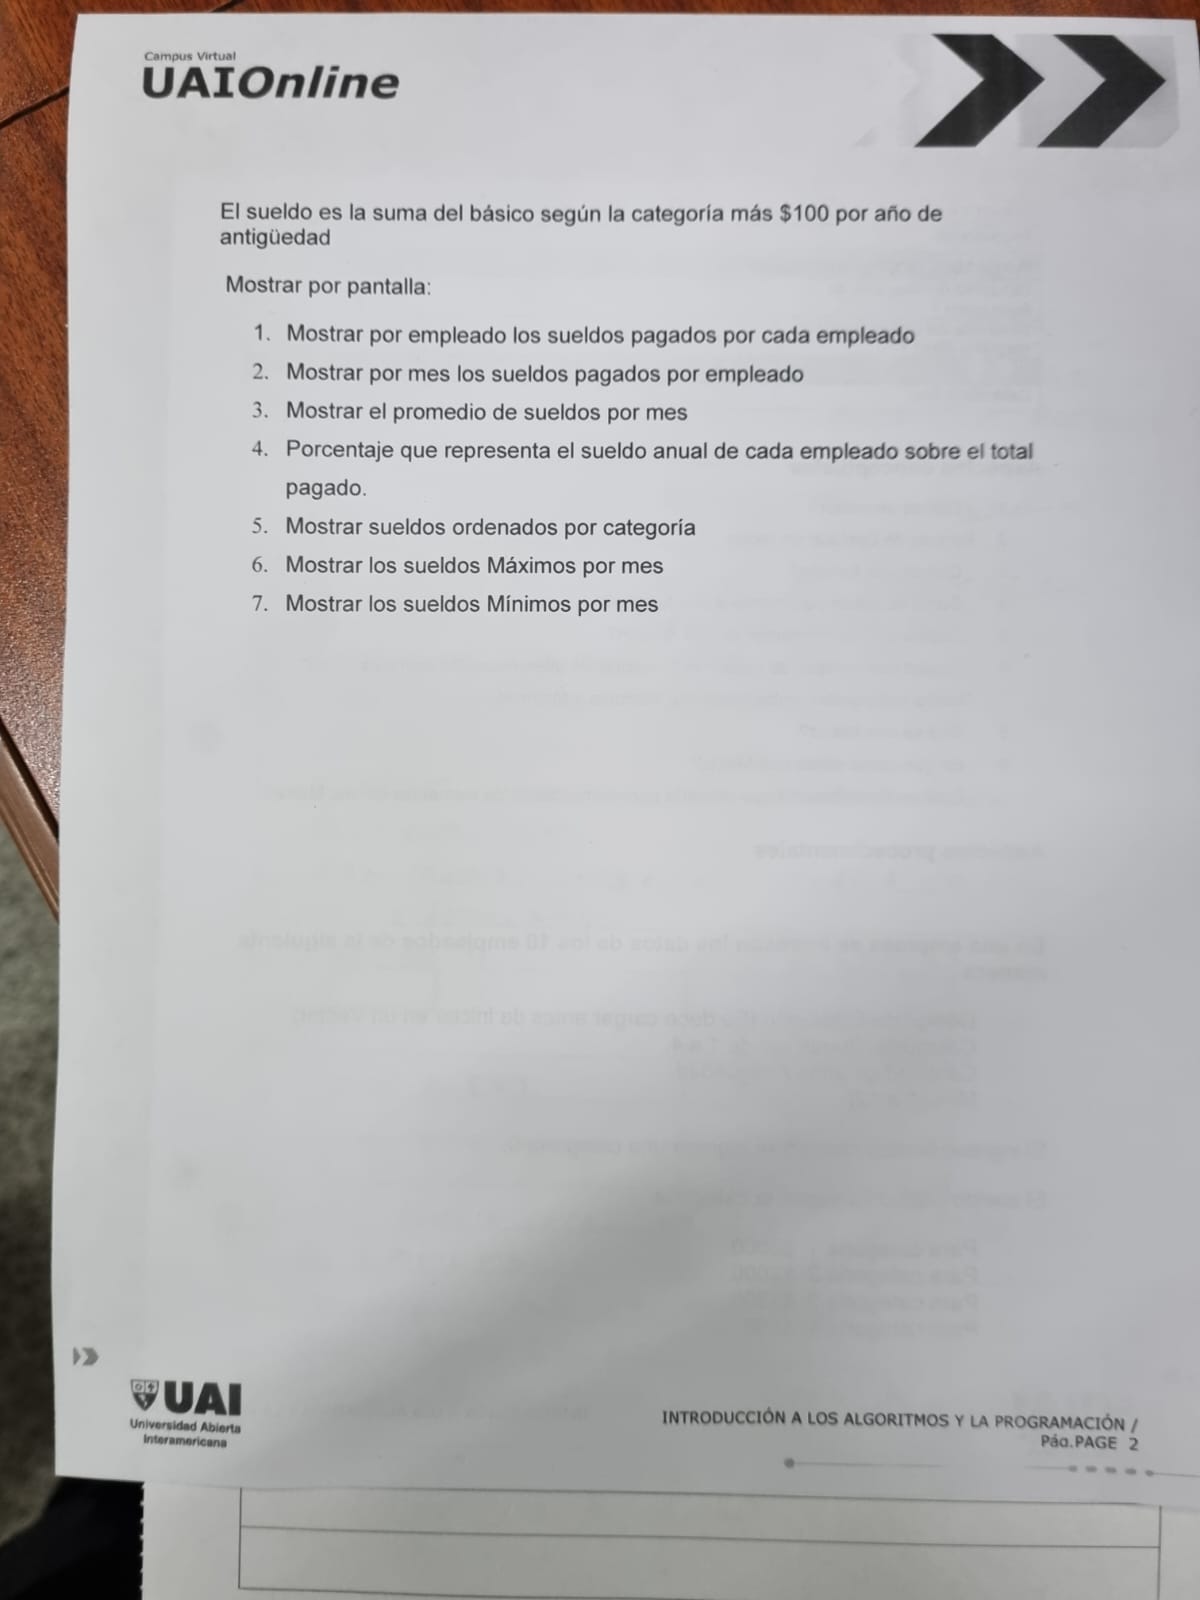 Campus Virtual
UAIOnline
El sueldo es la suma del básico según la categoría más $100 por año de
antigüedad
Mostrar por pantalla:
1. Mostrar por empleado los sueldos pagados por cada empleado
2. Mostrar por mes los sueldos pagados por empleado
3. Mostrar el promedio de sueldos por mes
4. Porcentaje que representa el sueldo anual de cada empleado sobre el total
pagado.
5. Mostrar sueldos ordenados por categoría
6. Mostrar los sueldos Máximos por mes
7. Mostrar los sueldos Mínimos por mes
UAI
Universidad Abierta
Interamericana
INTRODUCCIÓN A LOS ALGORITMOS Y LA PROGRAMACIÓN /
Pág.PAGE 2